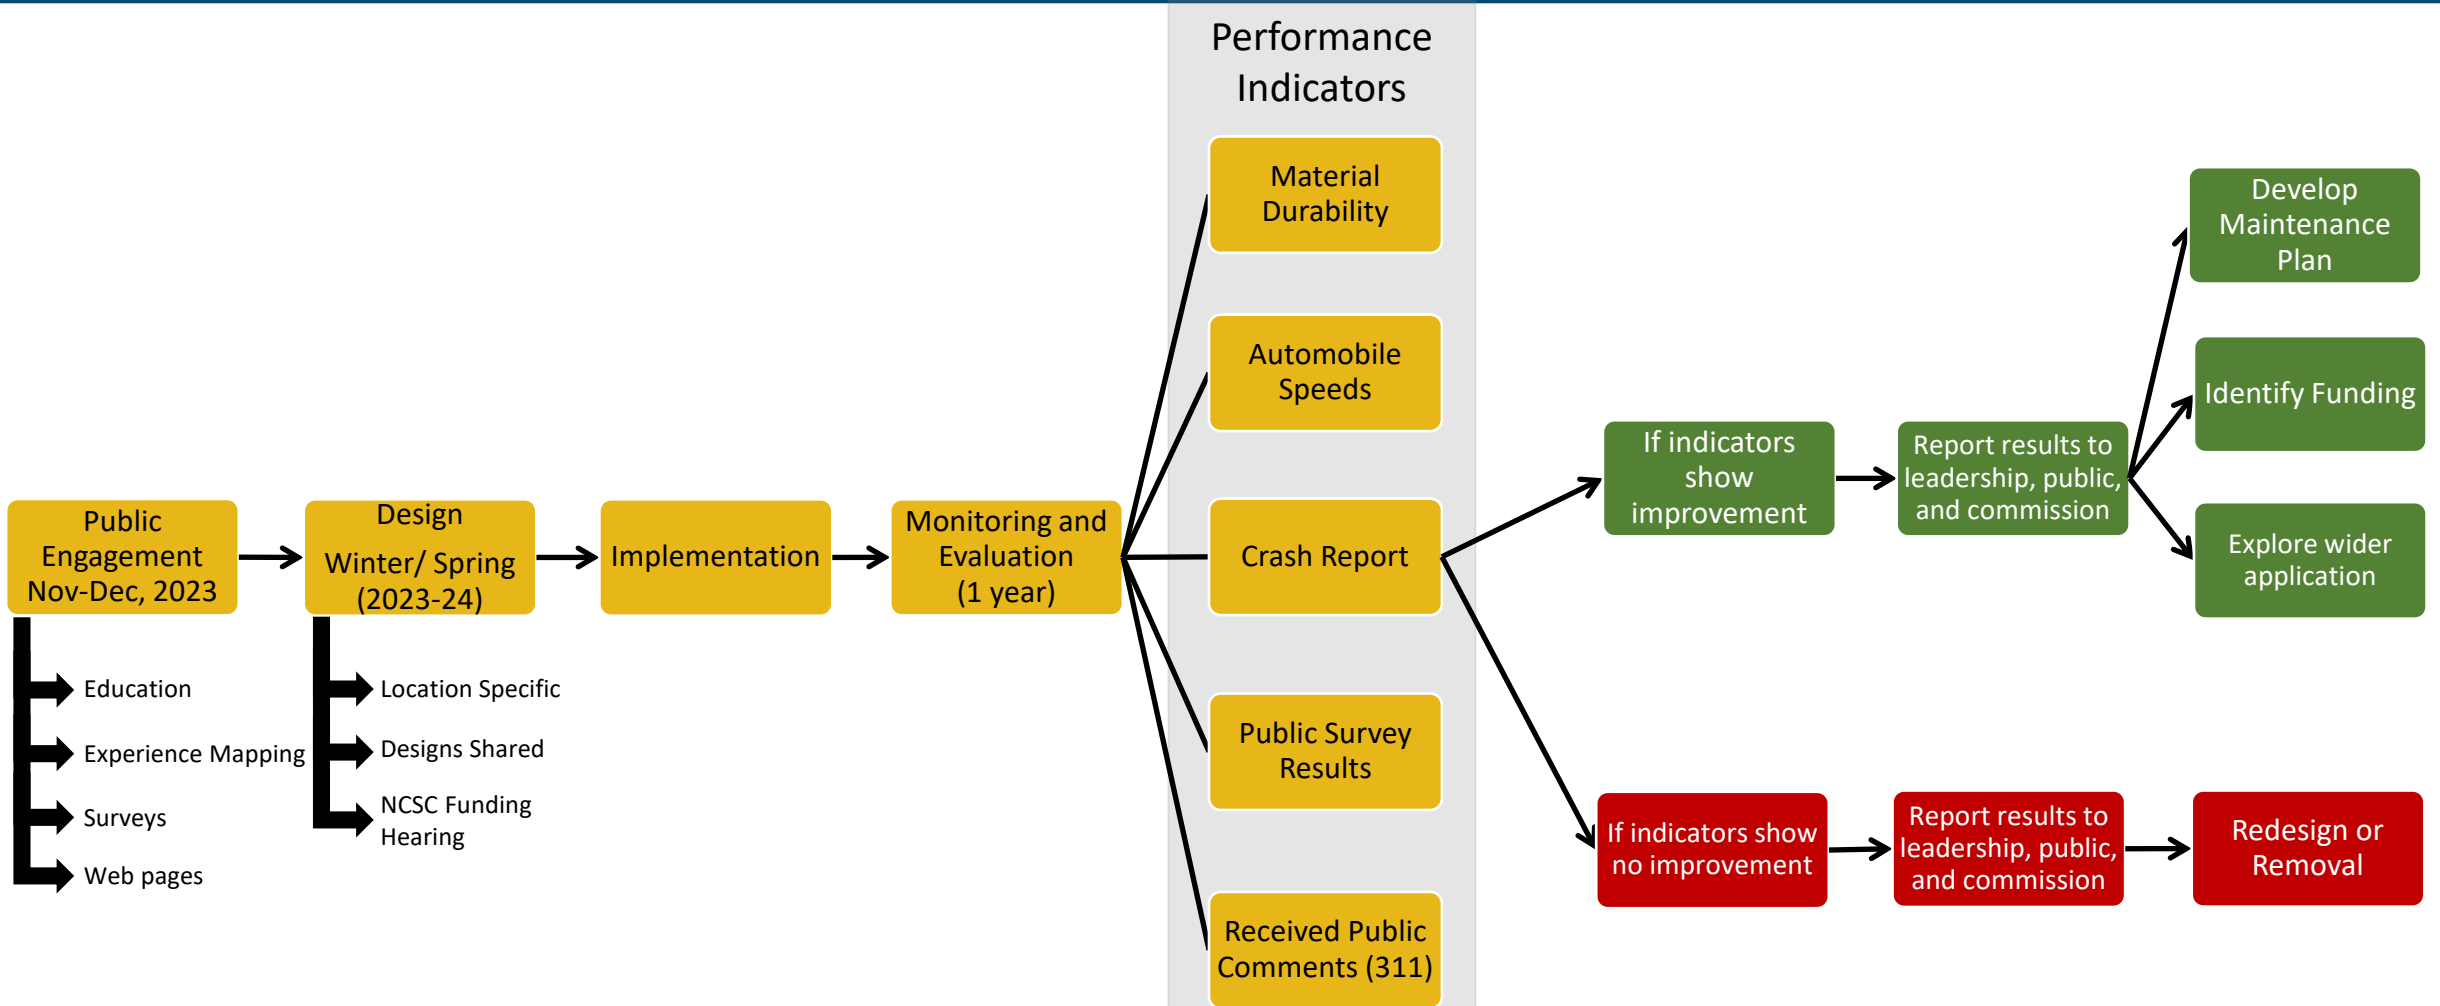 Performance
Indicators
Public
Engagement
Nov-Dec, 2023
Education
Experience Mapping
Surveys
Web pages
Design
Winter/ Spring
(2023-24)
Location Specific
Designs Shared
NCSC Funding
Hearing
Implementation
Monitoring and
Evaluation
(1 year)
Material
Durability
Automobile
Speeds
Crash Report
Public Survey
Results
Received Public
Comments (311)
If indicators
show
improvement
Report results to
leadership, public,
and commission
Develop
Maintenance
Plan
Identify Funding
Explore wider
application
If indicators show
no improvement
Report results to
leadership, public,
and commission
Redesign or
Removal